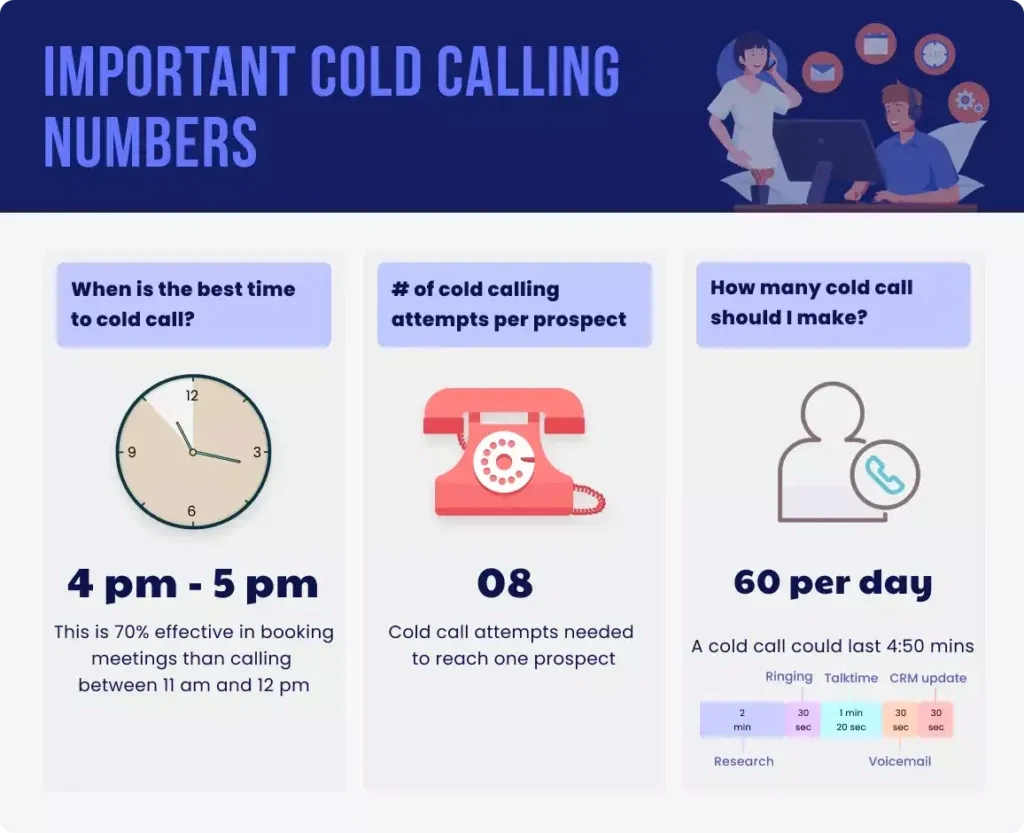 IMPORTANT COLD CALLING
NUMBERS
When is the best time
to cold call?
12
9
3
6
4 pm - 5 pm
This is 70% effective in booking
meetings than calling
between 11 am and 12 pm
# of cold calling
attempts per prospect
08
Cold call attempts needed
to reach one prospect
How many cold call
should I make?
60 per day
A cold call could last 4:50 mins
Ringing Talktime CRM update
2 30 1 min 30 30
min sec 20 sec sec sec
Research Voicemail